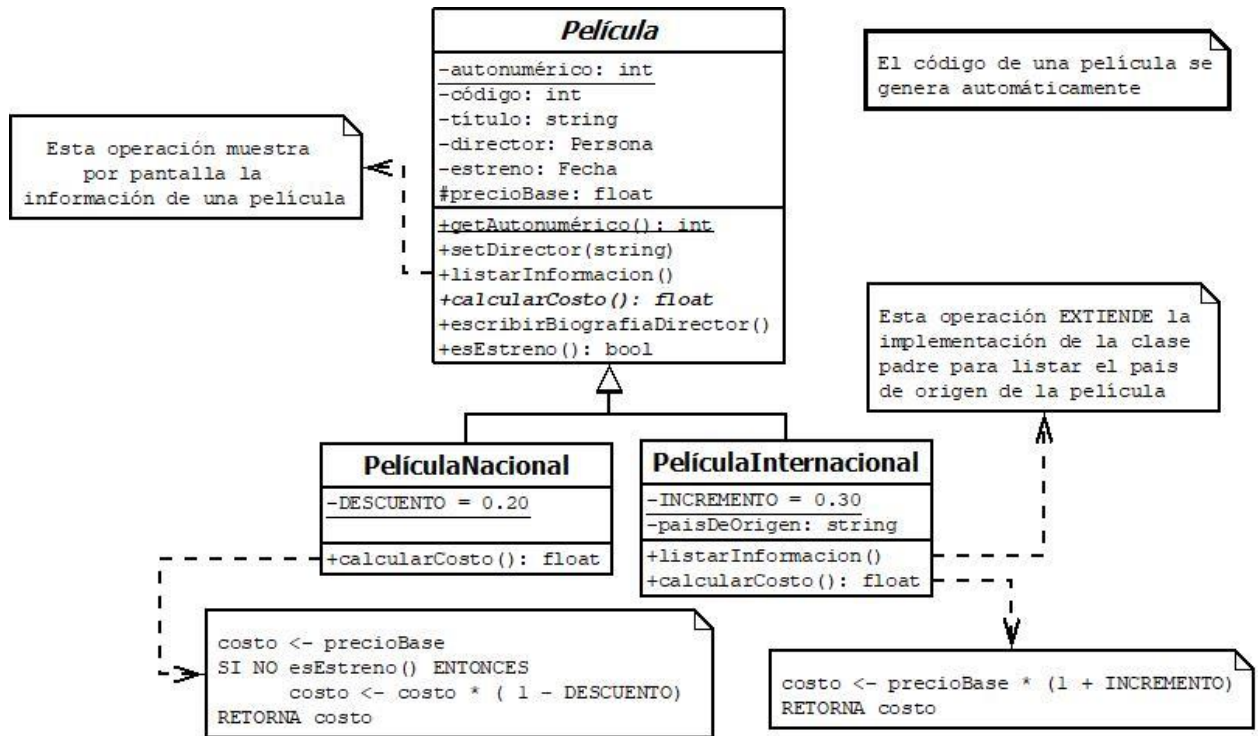 Película
-autonumérico: int
-código: int
-título: string
-director: Persona
-estreno: Fecha
#precioBase: float
+getAutonumérico(): int
+setDirector(string)
+listarInformacion()
+calcularCosto(): float
+escribirBiografiaDirector()
+esEstreno(): bool
El código de una película se
genera automáticamente
Esta operación muestra
por pantalla la
información de una película
Esta operación EXTIENDE la
implementación de la clase
padre para listar el pais
de origen de la película
PelículaNacional
-DESCUENTO = 0.20
+calcularCosto(): float
PelículaInternacional
-INCREMENTO = 0.30
-paisDeOrigen: string
+listarInformacion()
+calcularCosto(): float
costo <- precioBase
SI NO esEstreno() ENTONCES
costo <- costo * ( 1 - DESCUENTO)
RETORNA costo
costo <- precioBase * (1 + INCREMENTO)
RETORNA costo